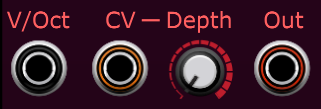 V/Oct CV — Depth Out